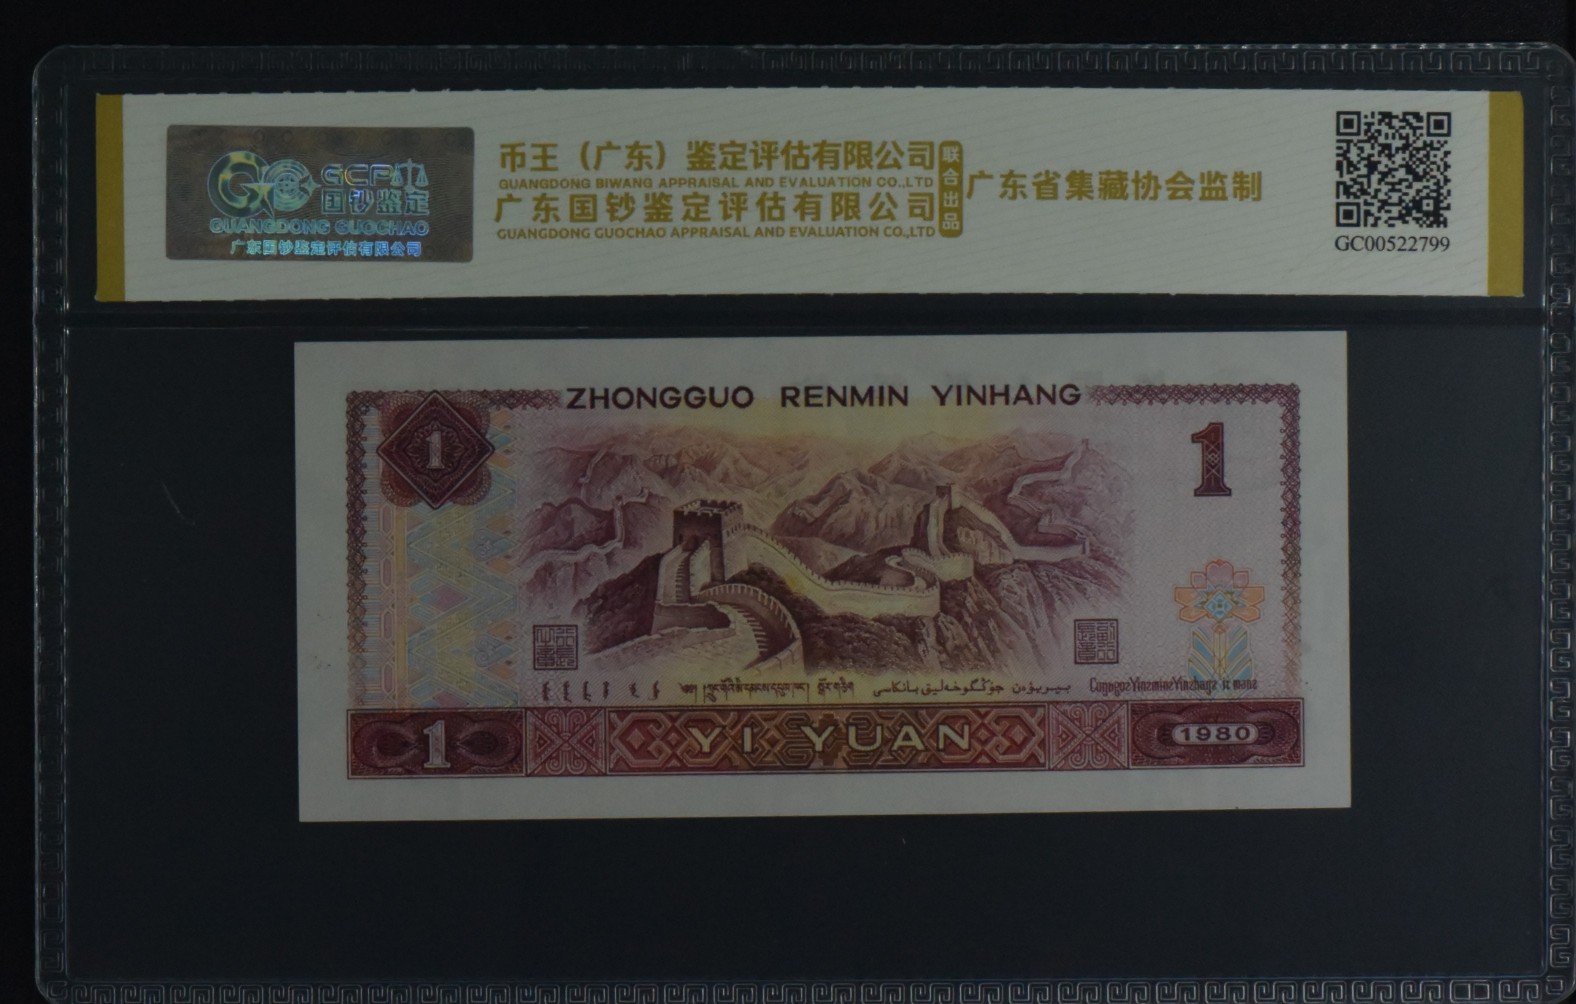 GCP
国钞鉴定
GUANGDONG GUOCHAO
广东国钞鉴定评估有限公司
币王（广东）鉴定评估有限公司
GUANGDONG BIWANG APPRAISAL AND EVALUATION CO.,LTD
广东国钞鉴定评估有限公司
GUANGDONG GUOCHAO APPRAISAL AND EVALUATION CO.,LTD
联合出品
广东省集藏协会监制
GC00522799
ZHONGGUO RENMIN YINHANG
1
1
1
YI YUAN
1980